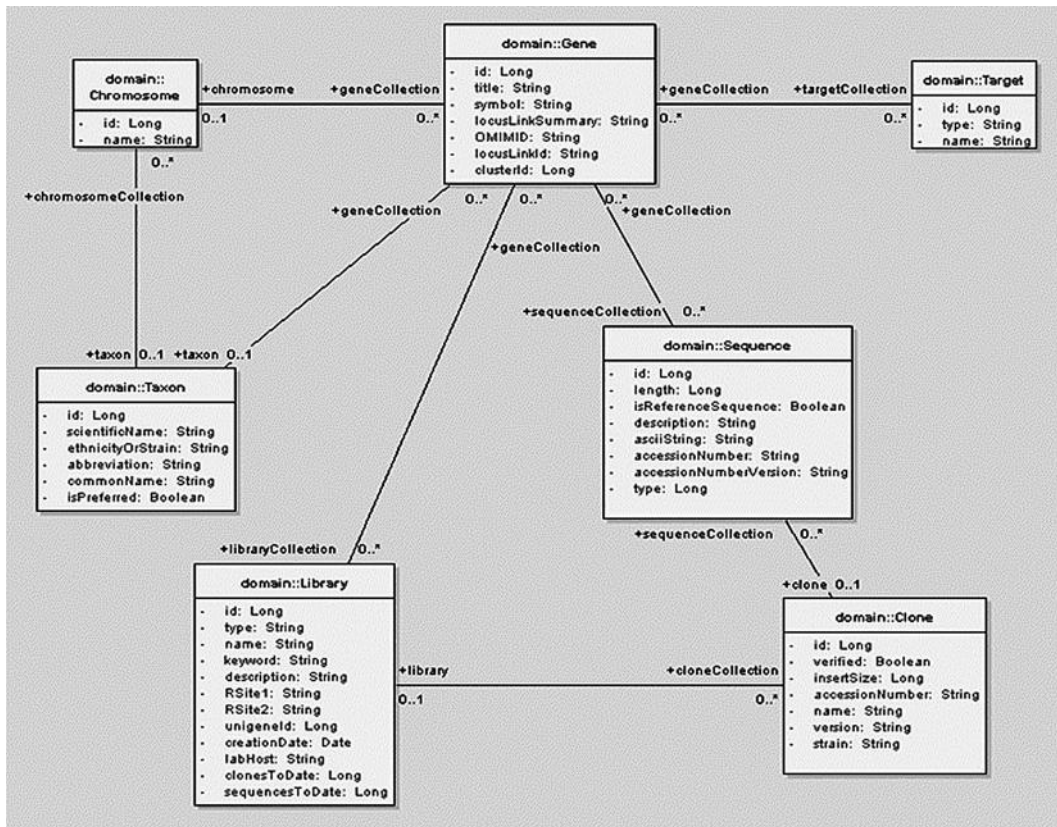 domain::Gene
- id: Long
- title: String
- symbol: String
- locusLinkSummary: String
- OMIMID: String
- locusLinkId: String
- clusterId: Long
domain::
Chromosome
- id: Long
- name: String
+chromosome +geneCollection
0..1 0..*
+geneCollection +targetCollection
0..* 0..*
domain::Target
- id: Long
- type: String
- name: String
0..*
+chromosomeCollection
+geneCollection 0..* 0..* 0..* +geneCollection
+geneCollection
+sequenceCollection 0..*
+taxon 0..1 +taxon 0..1
domain::Taxon
- id: Long
- scientificName: String
- ethnicityOrStrain: String
- abbreviation: String
- commonName: String
- isPreferred: Boolean
domain::Sequence
- id: Long
- length: Long
- isReferenceSequence: Boolean
- description: String
- asciiString: String
- accessionNumber: String
- accessionNumberVersion: String
- type: Long
+sequenceCollection 0..*
+libraryCollection 0..*
+clone 0..1
domain::Library
- id: Long
- type: String
- name: String
- keyword: String
- description: String
- RSite1: String
- RSite2: String
- unigeneId: Long
- creationDate: Date
- labHost: String
- clonesToDate: Long
- sequencesToDate: Long
+library +cloneCollection
0..1 0..*
domain::Clone
- id: Long
- verified: Boolean
- insertSize: Long
- accessionNumber: String
- name: String
- version: String
- strain: String